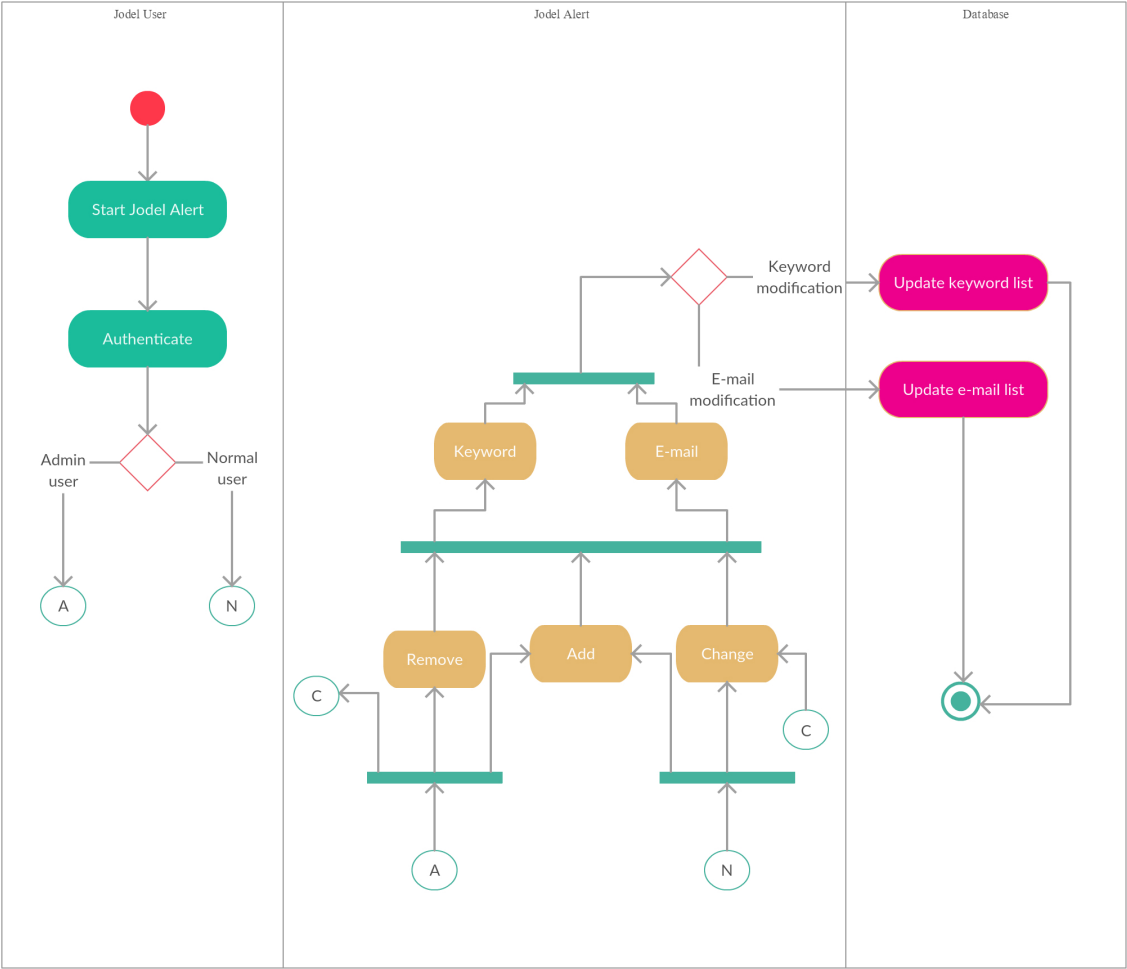 Jodel User
Jodel Alert
Database
Start Jodel Alert
Authenticate
Admin
user
Normal
user
A
N
Keyword
modification
E-mail
modification
Keyword
E-mail
Remove
Add
Change
C
C
A
N
Update keyword list
Update e-mail list